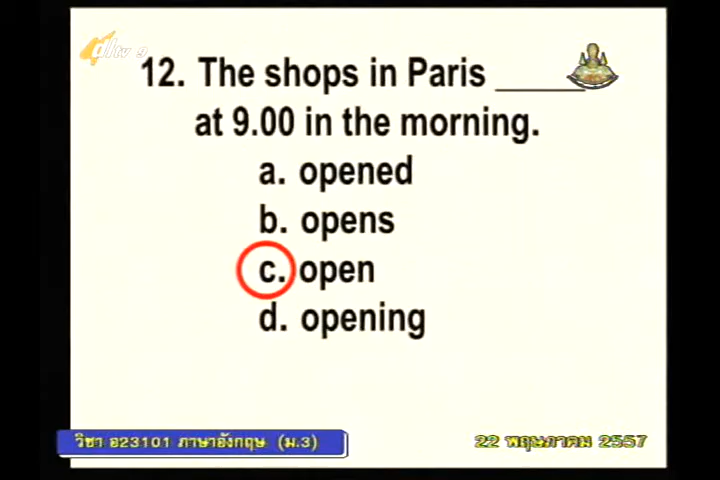 dltv 9
12. The shops in Paris ______
at 9.00 in the morning.
a. opened
b. opens
c. open
d. opening
วิชา อ23101 ภาษาอังกฤษ (ม.3)
22 พฤษภาคม 2557